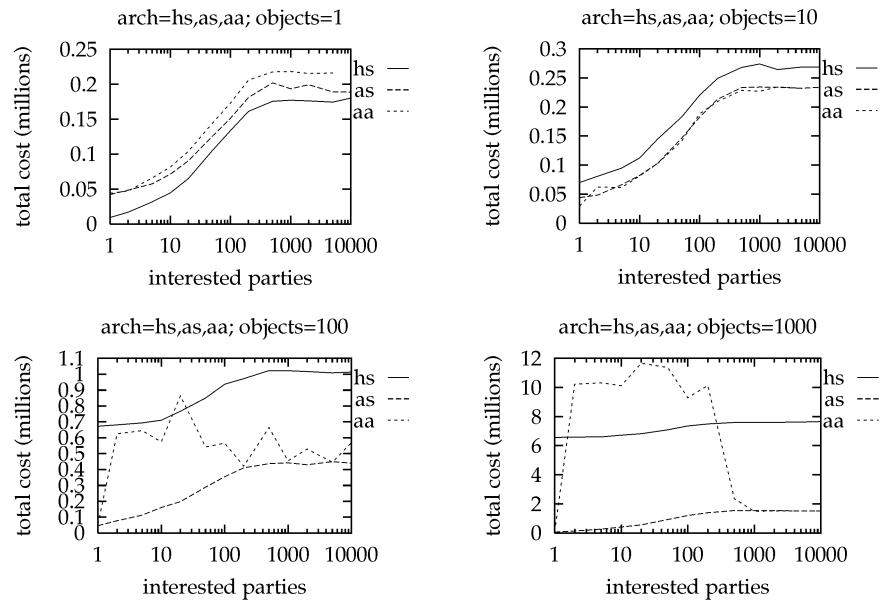 arch=hs,as,aa; objects=1
total cost (millions)
0.25
0.2
0.15
0.1
0.05
0
1
10
100
1000
10000
interested parties
hs
as
aa
arch=hs,as,aa; objects=10
total cost (millions)
0.3
0.25
0.2
0.15
0.1
0.05
0
1
10
100
1000
10000
interested parties
hs
as
aa
arch=hs,as,aa; objects=100
total cost (millions)
1.1
1
0.9
0.8
0.7
0.6
0.5
0.4
0.3
0.2
0.1
0
1
10
100
1000
10000
interested parties
hs
as
aa
arch=hs,as,aa; objects=1000
total cost (millions)
12
10
8
6
4
2
0
1
10
100
1000
10000
interested parties
hs
as
aa